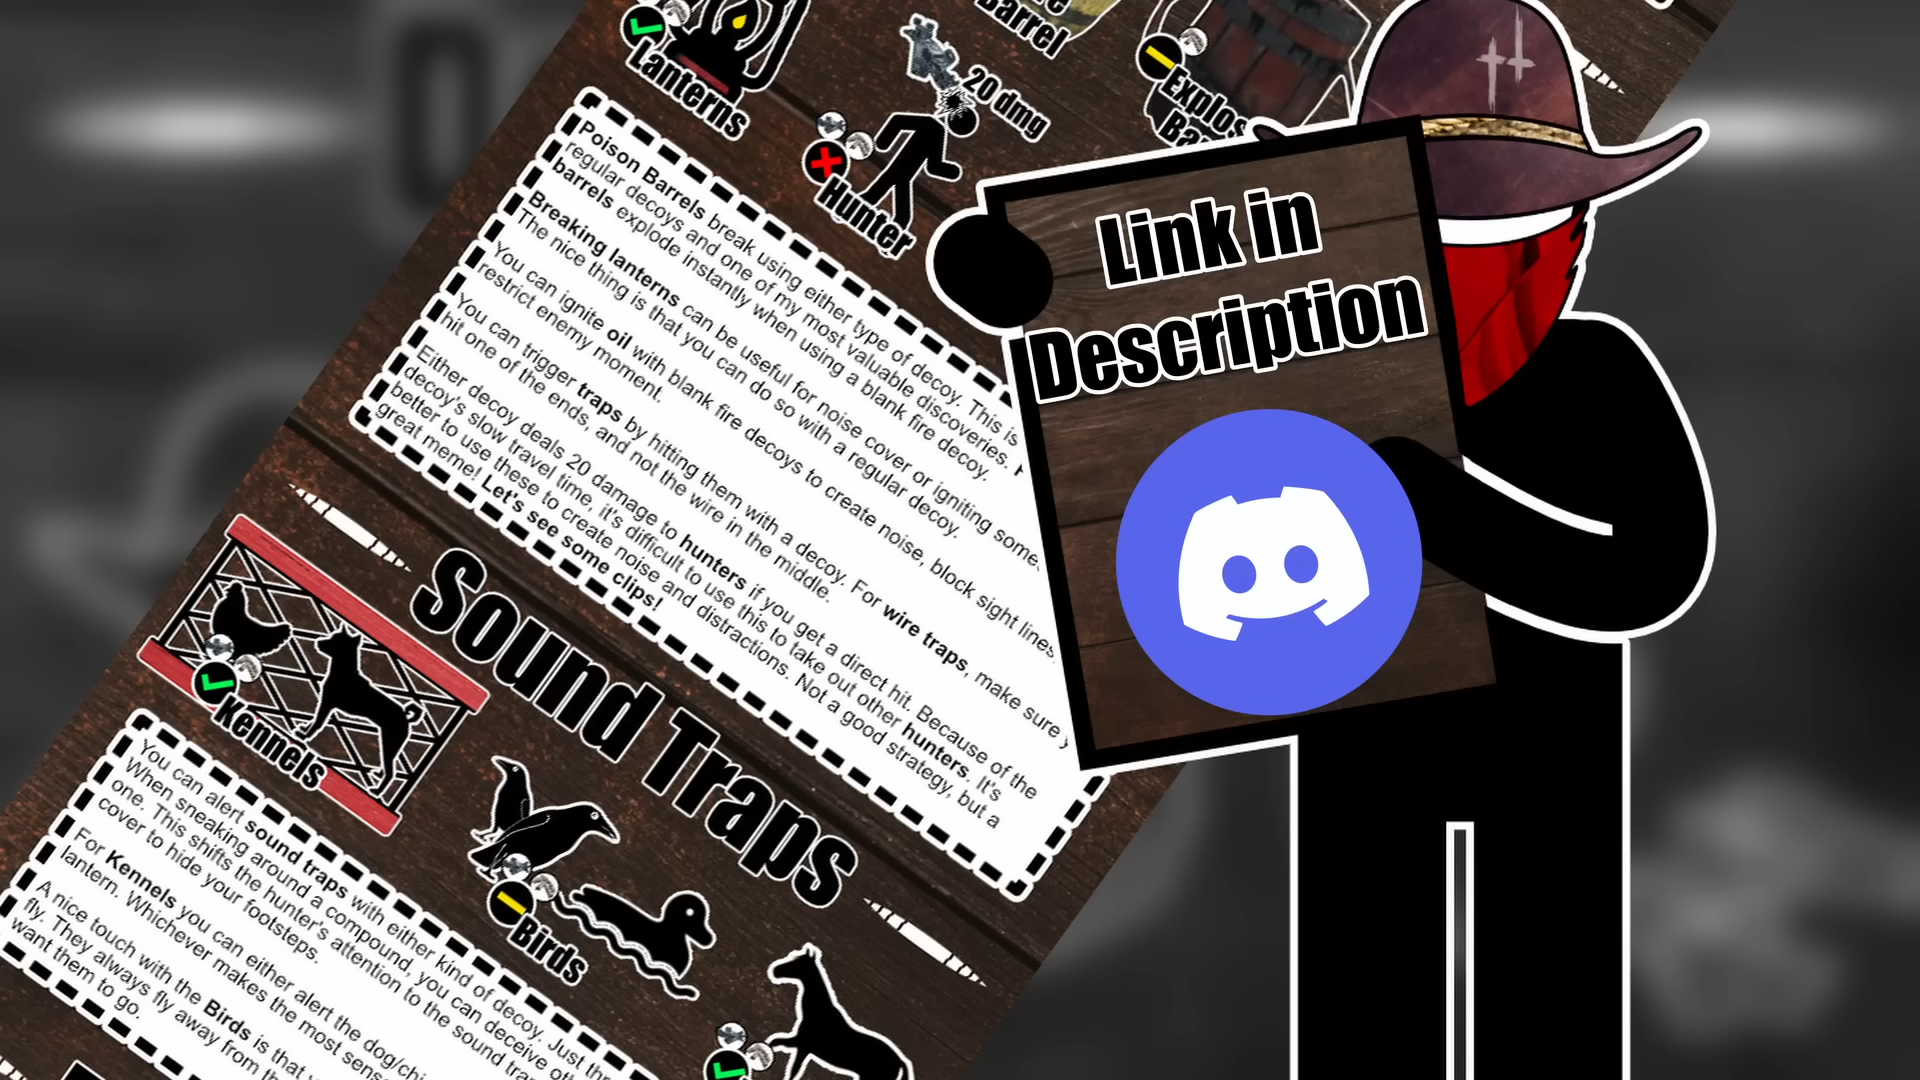 Lanterns
Barrel
20 dmg
Hunter
Poison Barrels break using either type of decoy. This is
regular decoys and one of my most valuable discoveries.
barrels explode instantly when using a blank fire decoy.
Breaking lanterns can be useful for noise cover or igniting some
The nice thing is that you can do so with a regular decoy.
You can ignite oil with blank fire decoys to create noise, block sight lines,
restrict enemy moment.
You can trigger traps by hitting them with a decoy. For wire traps, make sure
hit one of the ends, and not the wire in the middle.
Either decoy deals 20 damage to hunters if you get a direct hit. Because of the
decoy's slow travel time, it's difficult to use this to take out other hunters. It's
better to use these to create noise and distractions. Not a good strategy, but a
great meme! Let's see some clips!
Link in
Description
Sound Traps
Kennels
Birds
You can alert sound traps with either kind of decoy. Just
When sneaking around a compound, you can deceive
one. This shifts the hunter's attention to the sound
cover to hide your footsteps.
For Kennels you can either alert the
lantern. Whichever makes the most
A nice touch with the Birds is that
fly. They always fly away from
want them to go.